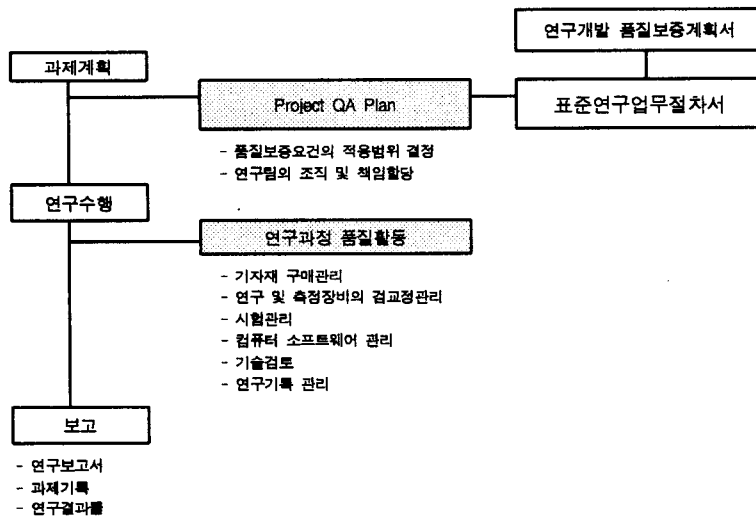 연구개발 품질보증계획서
과제계획
Project QA Plan
표준연구업무절차서
- 품질보증요건의 적용범위 결정
- 연구팀의 조직 및 책임할당
연구수행
연구과정 품질활동
- 기자재 구매관리
- 연구 및 측정장비의 검교정관리
- 시험관리
- 컴퓨터 소프트웨어 관리
- 기술검토
- 연구기록 관리
보고
- 연구보고서
- 과제기록
- 연구결과물